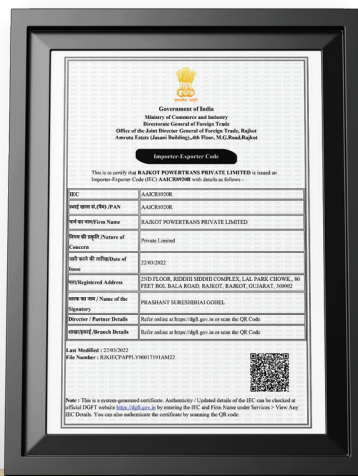 Government of India
Ministry of Commerce and Industry
Directorate General of Foreign Trade
Office of the Joint Director General of Foreign Trade, Rajkot
Amruta Estate (Jasani Building),,4th Floor, M.G.Road,Rajkot
Importer-Exporter Code
This is to certify that RAJKOT POWERTRANS PRIVATE LIMITED is issued an
Importer-Exporter Code (IEC) AAICR8920R with details as follows -
IEC AAICR8920R
स्थाई खाता सं.(पैन) /PAN AAICR8920R
फर्म का नाम/Firm Name RAJKOT POWERTRANS PRIVATE LIMITED
निगम की प्रकृति /Nature of
Concern Private Limited
जारी करने की तारीख/Date of
Issue 22/03/2022
पता/Registered Address 2ND FLOOR, RIDDHI SIDDHI COMPLEX, LAL PARK CHOWK,, 80
FEET BOL BALA ROAD, RAJKOT, RAJKOT, GUJARAT, 360002
धारक का नाम / Name of the
Signatory PRASHANT SURESHBHAI GOHEL
Director / Partner Details Refer online at https://dgft.gov.in or scan the QR Code
शाखा/Branch Details Refer online at https://dgft.gov.in or scan the QR Code
Last Modified : 22/03/2022
File Number : RJKIECPAPPLY00017191AM22
Note : This is a system-generated certificate. Authenticity / Updated details of the IEC can be checked at
official DGFT website https://dgft.gov.in by entering the IEC and Firm Name under Services > View Any
IEC Details. You can also authenticate the certificate by scanning the QR code.